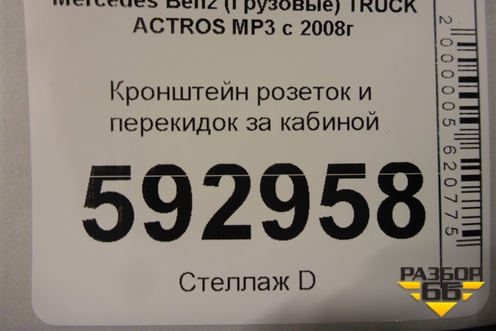 Mercedes Benz (Грузовые) TRUCK
ACTROS MP3 с 2008г
Кронштейн розеток и
перекидок за кабиной
592958
Стеллаж D
2000005620775
РАЗБОР
66